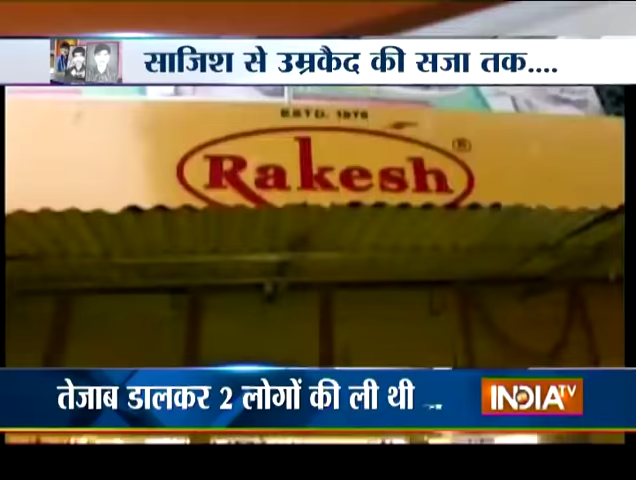 साजिश से उम्रकैद की सजा तक....
ESTD. 1976
Rakesh ®
तेजाब डालकर 2 लोगों की ली थी
INDIA TV